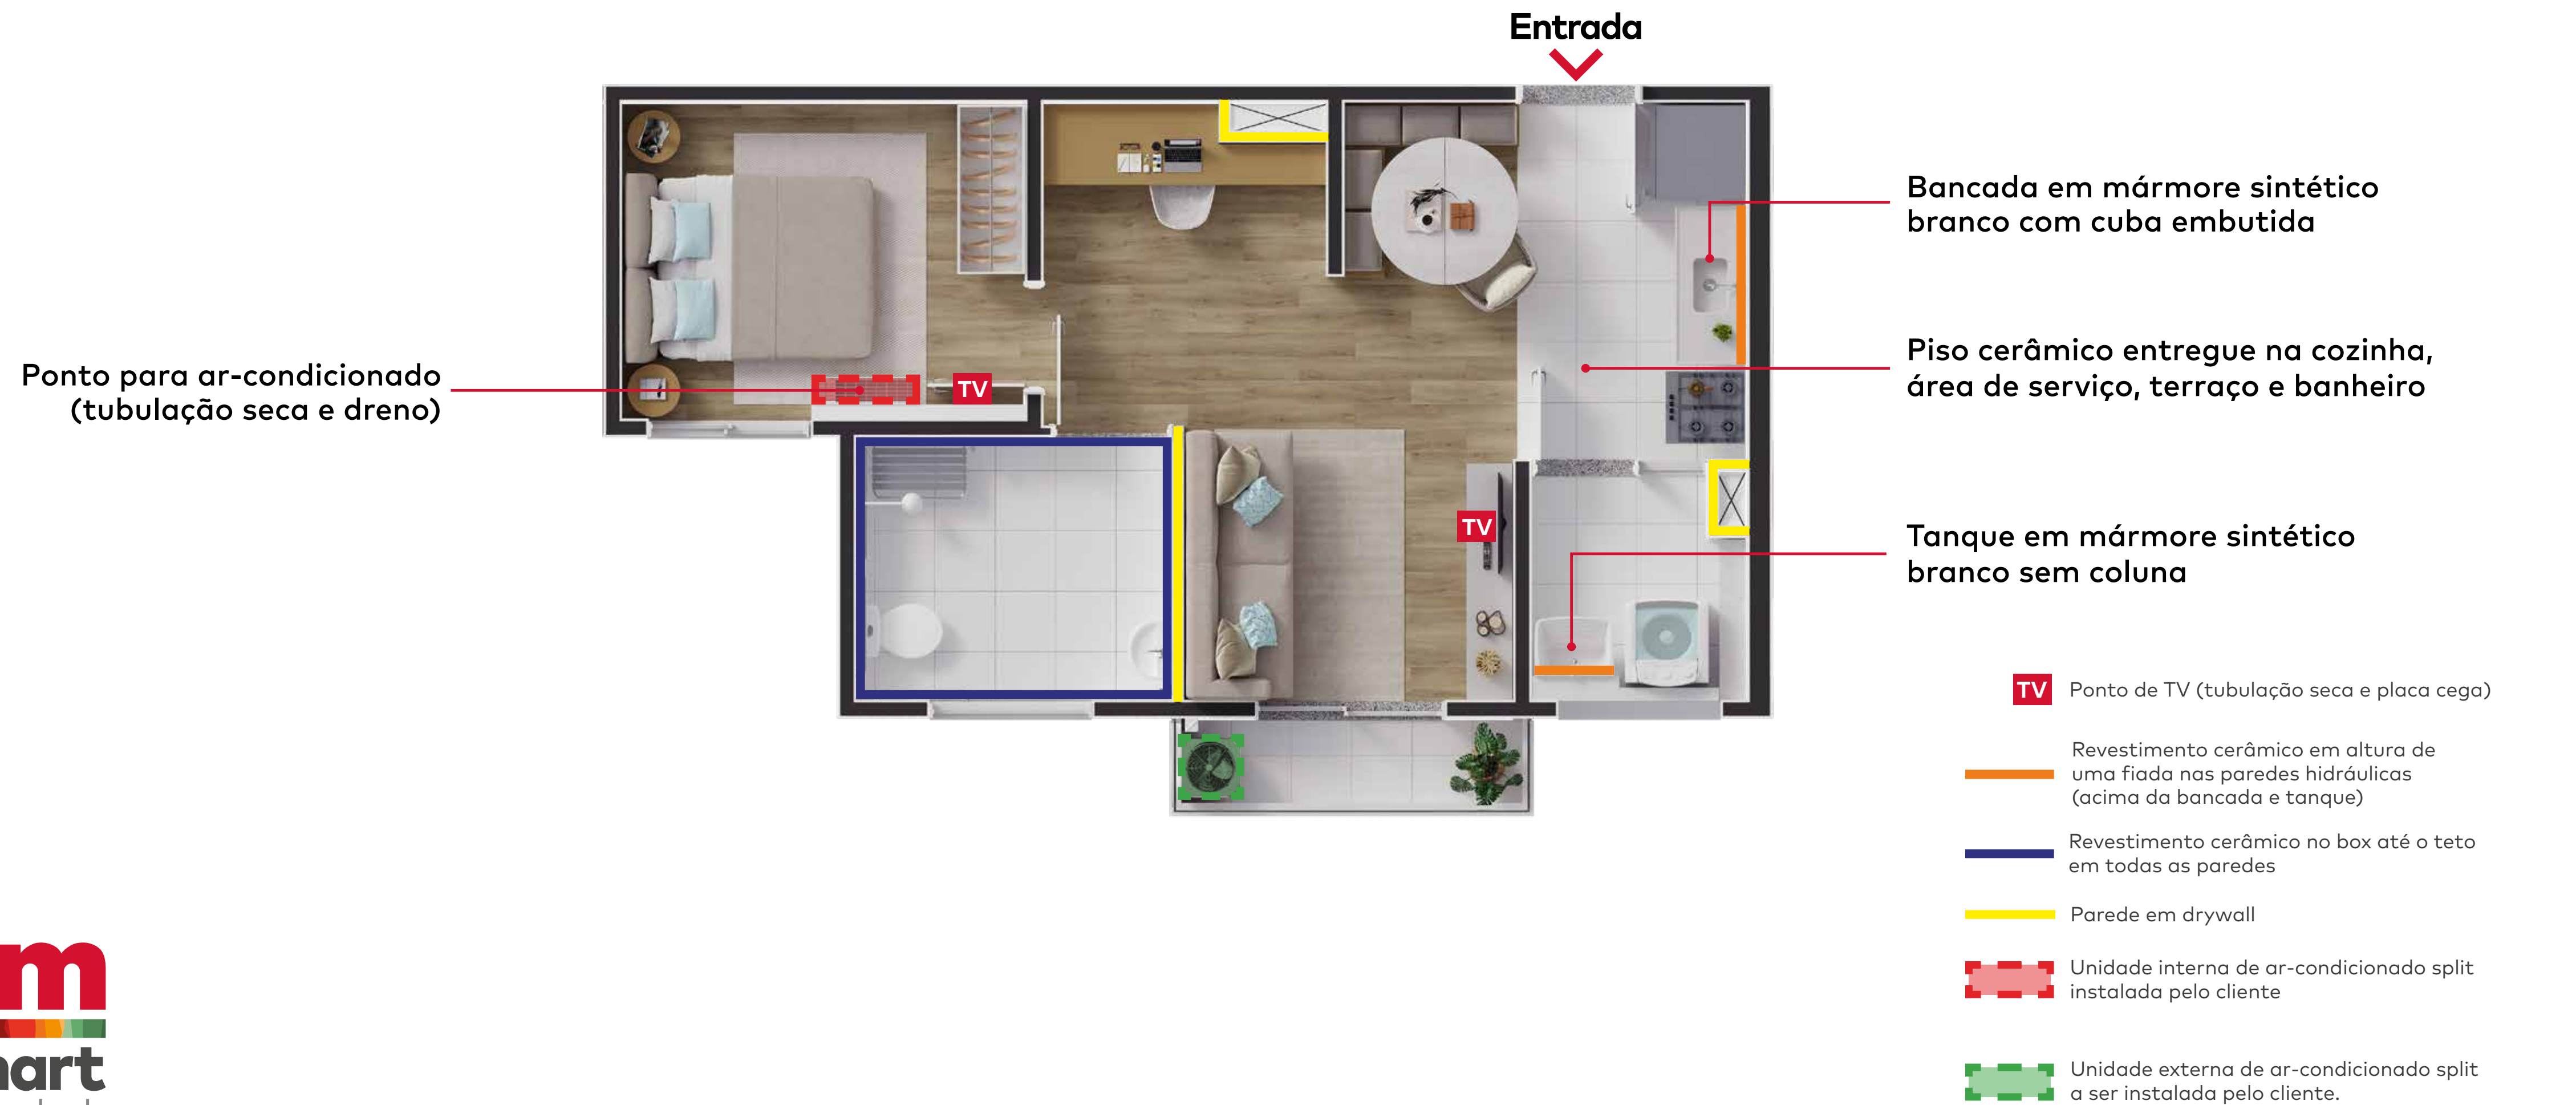 Entrada
Bancada em mármore sintético
branco com cuba embutida
Ponto para ar-condicionado
(tubulação seca e dreno)
TV
Piso cerâmico entregue na cozinha,
área de serviço, terraço e banheiro
TV
Tanque em mármore sintético
branco sem coluna
TV Ponto de TV (tubulação seca e placa cega)
Revestimento cerâmico em altura de
uma fiada nas paredes hidráulicas
(acima da bancada e tanque)
Revestimento cerâmico no box até o teto
em todas as paredes
Parede em drywall
Unidade interna de ar-condicionado split
instalada pelo cliente
Unidade externa de ar-condicionado split
a ser instalada pelo cliente.
m
art